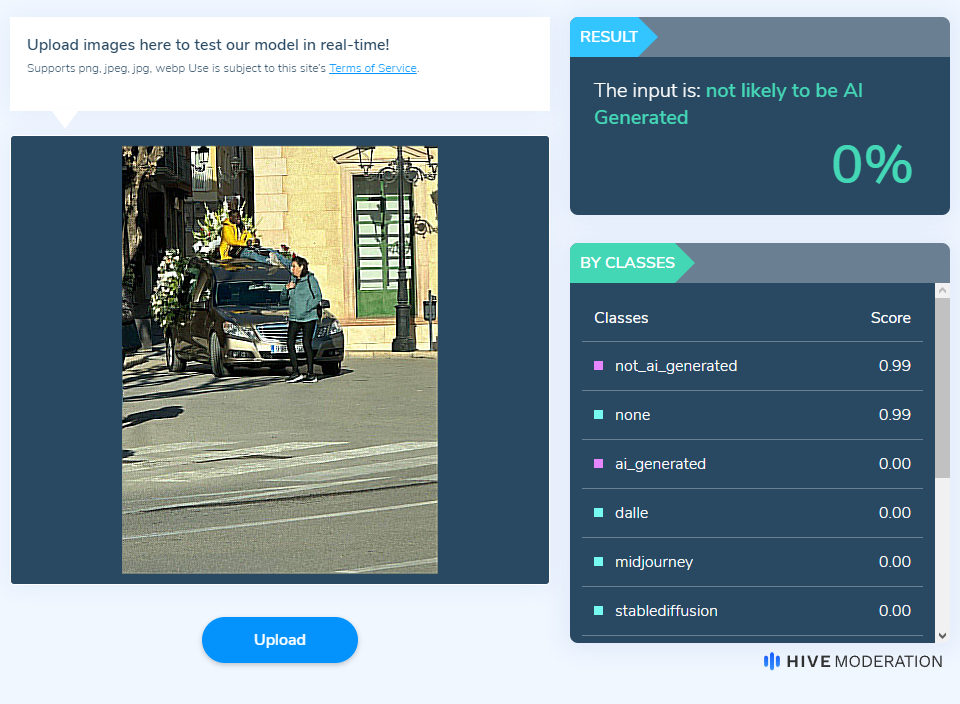 Upload images here to test our model in real-time!
Supports png, jpeg, jpg, webp Use is subject to this site's Terms of Service.
Upload
RESULT
The input is: not likely to be AI
Generated
0%
BY CLASSES
Classes Score
not_ai_generated 0.99
none 0.99
ai_generated 0.00
dalle 0.00
midjourney 0.00
stablediffusion 0.00
HIVE MODERATION